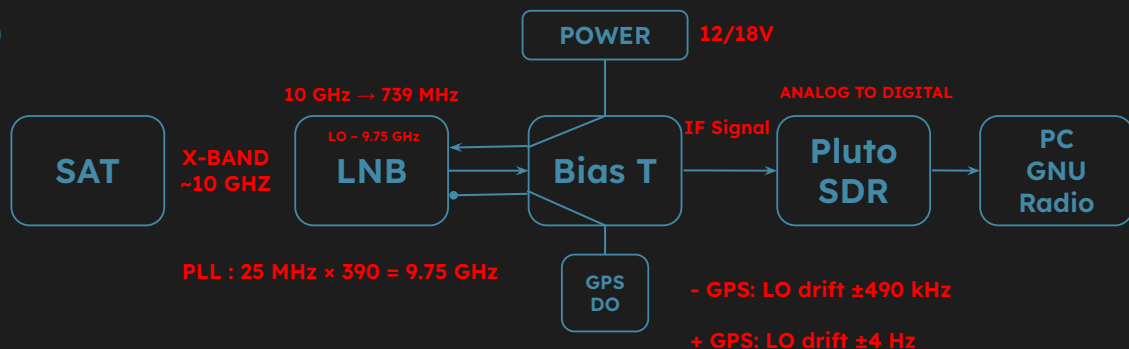 POWER
12/18V
10 GHz → 739 MHz
ANALOG TO DIGITAL
SAT
X-BAND
~10 GHZ
LO – 9.75 GHz
LNB
Bias T
IF Signal
Pluto
SDR
PC
GNU
Radio
PLL : 25 MHz × 390 = 9.75 GHz
GPS
DO
- GPS: LO drift ±490 kHz
+ GPS: LO drift ±4 Hz